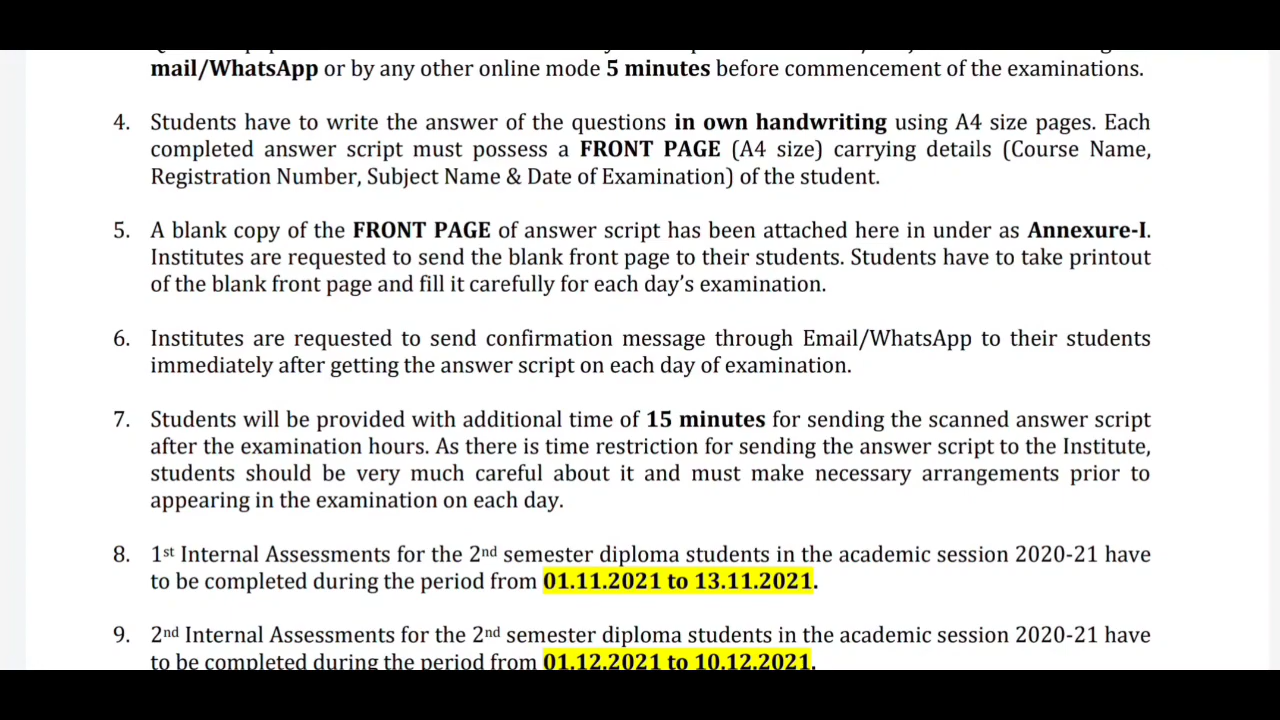 mail/WhatsApp or by any other online mode 5 minutes before commencement of the examinations.
4. Students have to write the answer of the questions in own handwriting using A4 size pages. Each
completed answer script must possess a FRONT PAGE (A4 size) carrying details (Course Name,
Registration Number, Subject Name & Date of Examination) of the student.
5. A blank copy of the FRONT PAGE of answer script has been attached here in under as Annexure-I.
Institutes are requested to send the blank front page to their students. Students have to take printout
of the blank front page and fill it carefully for each day's examination.
6. Institutes are requested to send confirmation message through Email/WhatsApp to their students
immediately after getting the answer script on each day of examination.
7. Students will be provided with additional time of 15 minutes for sending the scanned answer script
after the examination hours. As there is time restriction for sending the answer script to the Institute,
students should be very much careful about it and must make necessary arrangements prior to
appearing in the examination on each day.
8. 1st Internal Assessments for the 2nd semester diploma students in the academic session 2020-21 have
to be completed during the period from 01.11.2021 to 13.11.2021.
9. 2nd Internal Assessments for the 2nd semester diploma students in the academic session 2020-21 have
to be completed during the period from 01.12.2021 to 10.12.2021.